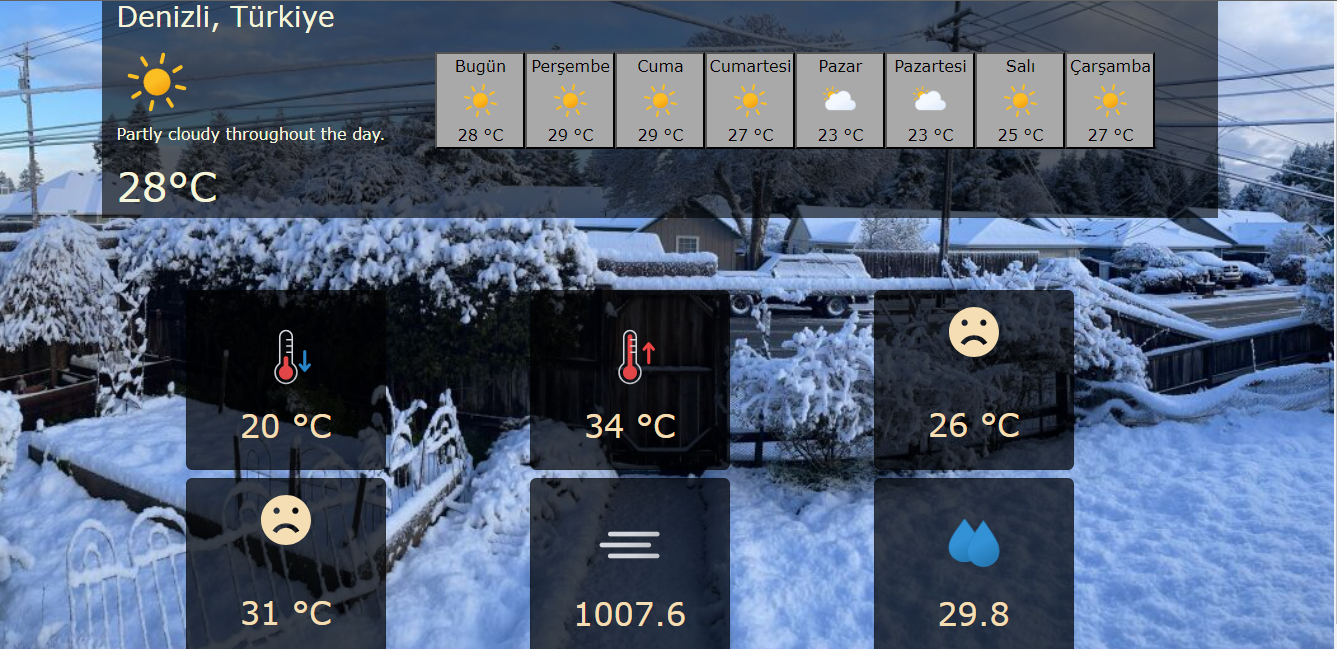 Denizli, Türkiye
Partly cloudy throughout the day.
28°C
Bugün
28 °C
Perşembe
29 °C
Cuma
29 °C
Cumartesi
27 °C
Pazar
23 °C
Pazartesi
23 °C
Salı
25 °C
Çarşamba
27 °C
20 °C
34 °C
26 °C
31 °C
1007.6
29.8